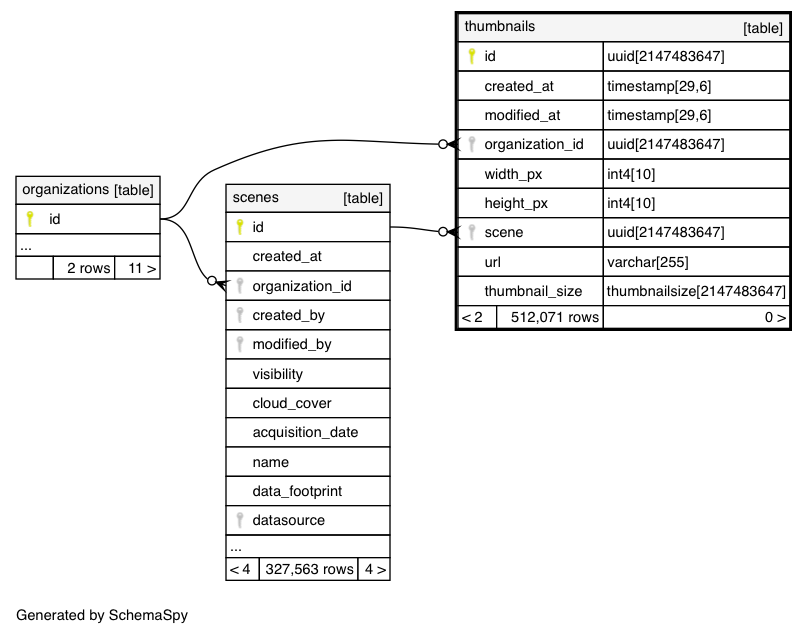 thumbnails [table]
id uuid[2147483647]
created_at timestamp[29,6]
modified_at timestamp[29,6]
organization_id uuid[2147483647]
width_px int4[10]
height_px int4[10]
scene uuid[2147483647]
url varchar[255]
thumbnail_size thumbnailsize[2147483647]
< 2 512,071 rows 0 >
organizations [table]
id
...
2 rows 11 >
scenes [table]
id
created_at
organization_id
created_by
modified_by
visibility
cloud_cover
acquisition_date
name
data_footprint
datasource
...
< 4 327,563 rows 4 >
Generated by SchemaSpy